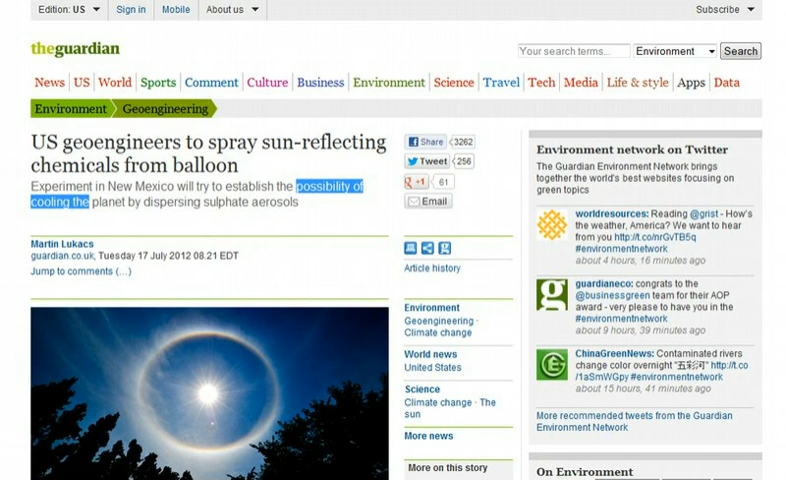 Edition: US
Sign in
Mobile
About us
Subscribe
theguardian
Your search terms...
Environment
Search
News US World Sports Comment Culture Business Environment Science Travel Tech Media Life & style Apps Data
Environment Geoengineering
US geoengineers to spray sun-reflecting
chemicals from balloon
Experiment in New Mexico will try to establish the possibility of
cooling the planet by dispersing sulphate aerosols
Martin Lukacs
guardian.co.uk, Tuesday 17 July 2012 08.21 EDT
Jump to comments (…)
Share 3262
Tweet 256
+1 61
Email
Article history
Environment
Geoengineering ·
Climate change
World news
United States
Science
Climate change · The
sun
More news
More on this story
Environment network on Twitter
The Guardian Environment Network brings
together the world's best websites focusing on
green topics
worldresources: Reading @grist - How's
the weather, America? We want to hear
from you http://t.co/nrGvTB5q
#environmentnetwork
about 4 hours, 16 minutes ago
guardianeco: congrats to the
@businessgreen team for their AOP
award - very please to have you in the
#environmentnetwork
about 9 hours, 39 minutes ago
ChinaGreenNews: Contaminated rivers
change color overnight "五彩河" http://t.co
/1aSmWGpy #environmentnetwork
about 15 hours, 41 minutes ago
More recommended tweets from the Guardian
Environment Network
On Environment